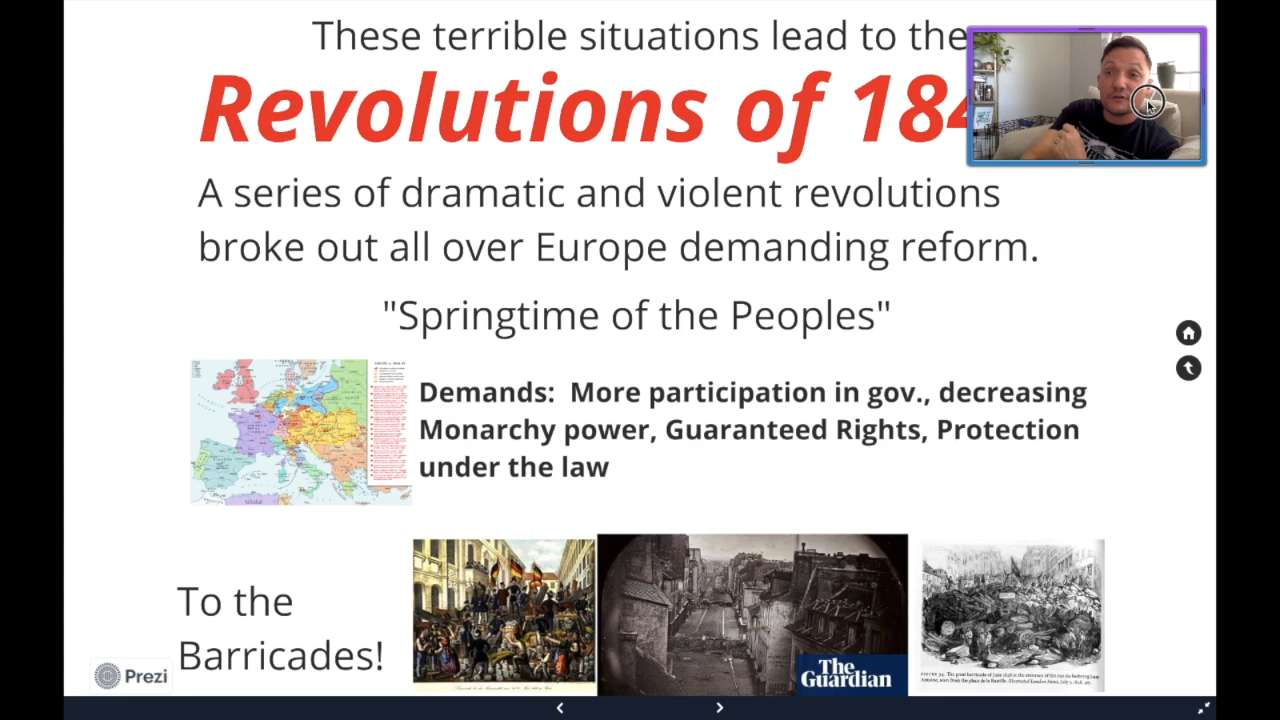 These terrible situations lead to the
Revolutions of 184
A series of dramatic and violent revolutions
broke out all over Europe demanding reform.
"Springtime of the Peoples"
Demands: More participation in gov., decreasing
Monarchy power, Guaranteed Rights, Protection
under the law
To the
Barricades!
The
Guardian
Prezi